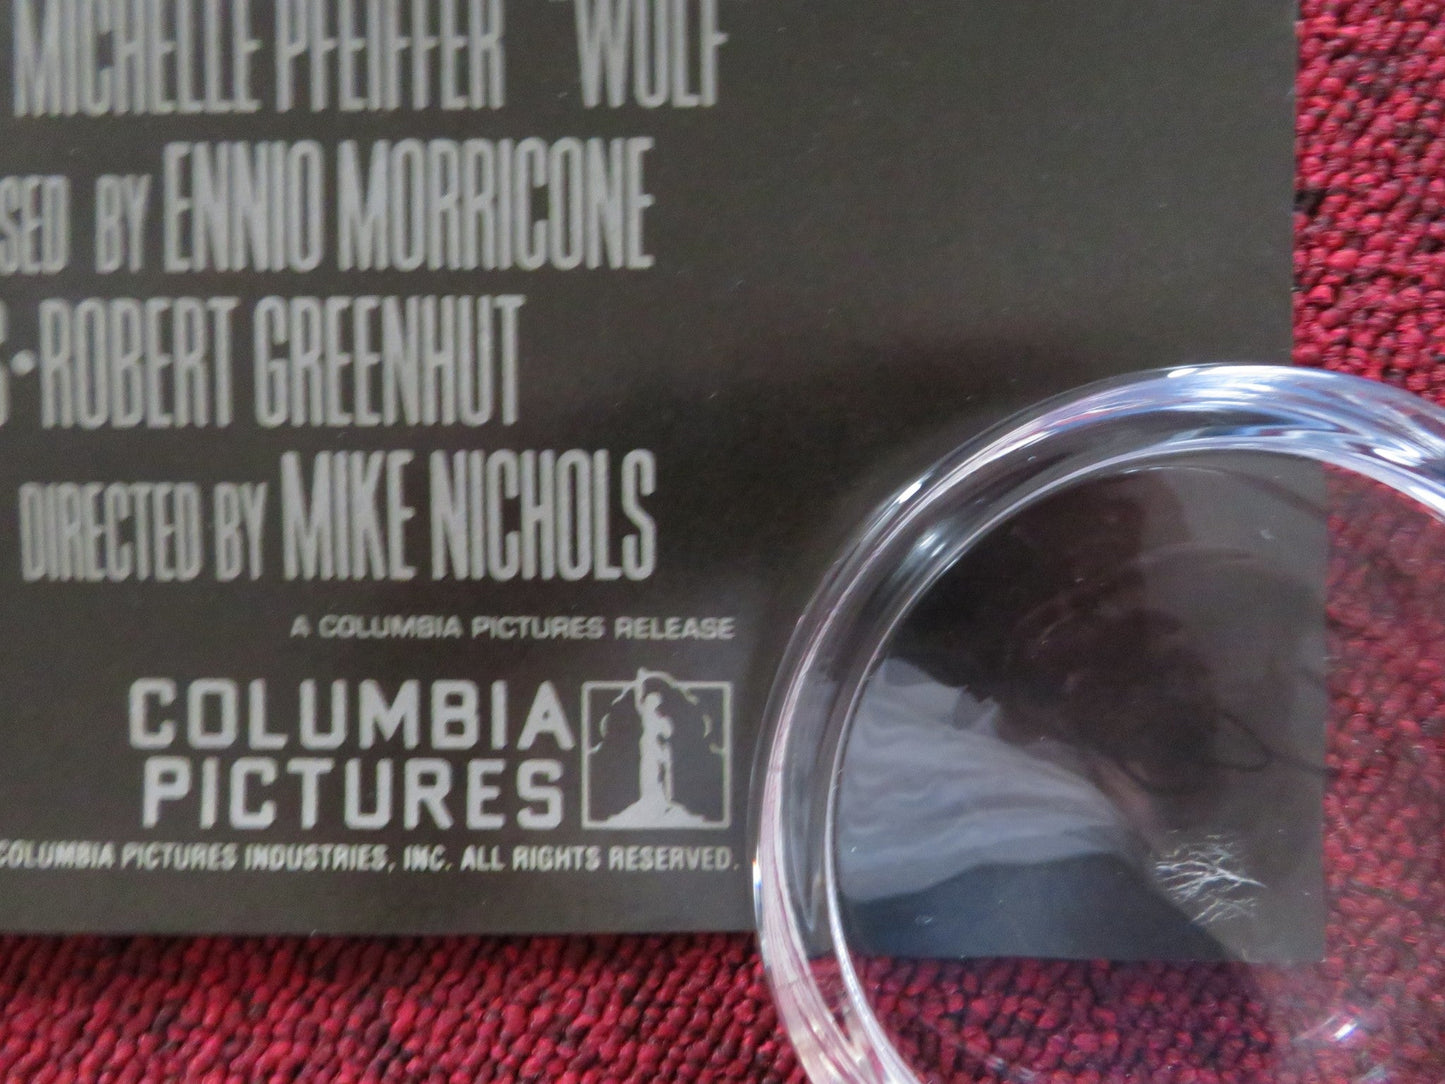 MICHELLE PFEIFFER "WOLF"
BY ENNIO MORRICONE
· ROBERT GREENHUT
DIRECTED BY MIKE NICHOLS
A COLUMBIA PICTURES RELEASE
COLUMBIA
PICTURES
COLUMBIA PICTURES INDUSTRIES, INC. ALL RIGHTS RESERVED.